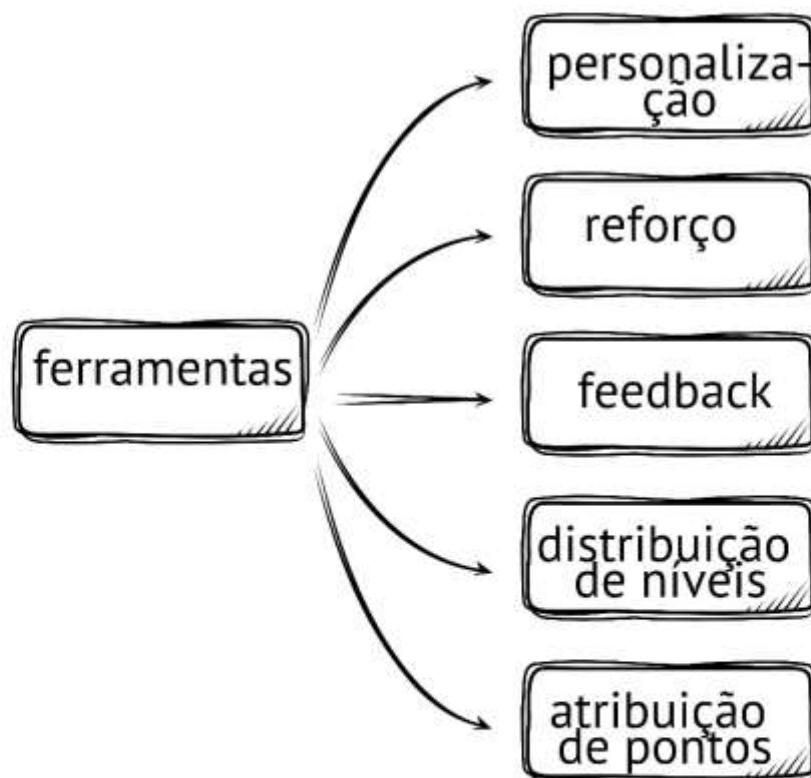 personaliza-
ção
reforço
ferramentas
feedback
distribuição
de níveis
atribuição
de pontos